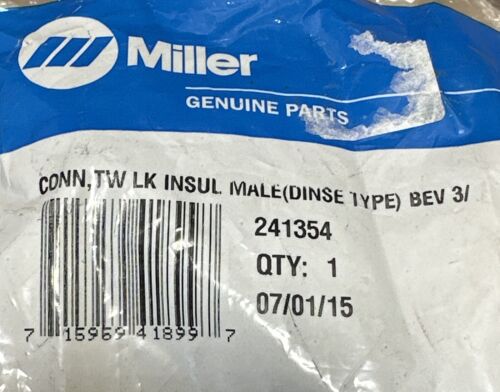 Miller
GENUINE PARTS
CONN,TW LK INSUL MALE(DINSE TYPE) BEV 3/
241354
QTY: 1
07/01/15
7 15959 41899 7